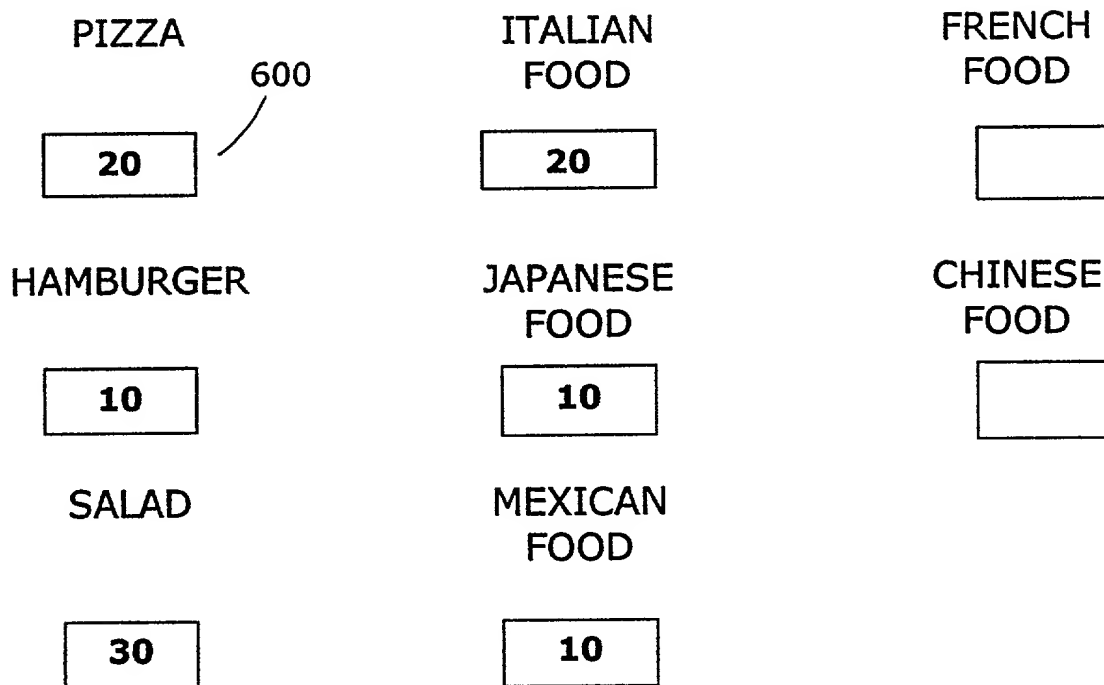 PIZZA
600
20
HAMBURGER
10
SALAD
30
ITALIAN
FOOD
20
JAPANESE
FOOD
10
MEXICAN
FOOD
10
FRENCH
FOOD
CHINESE
FOOD